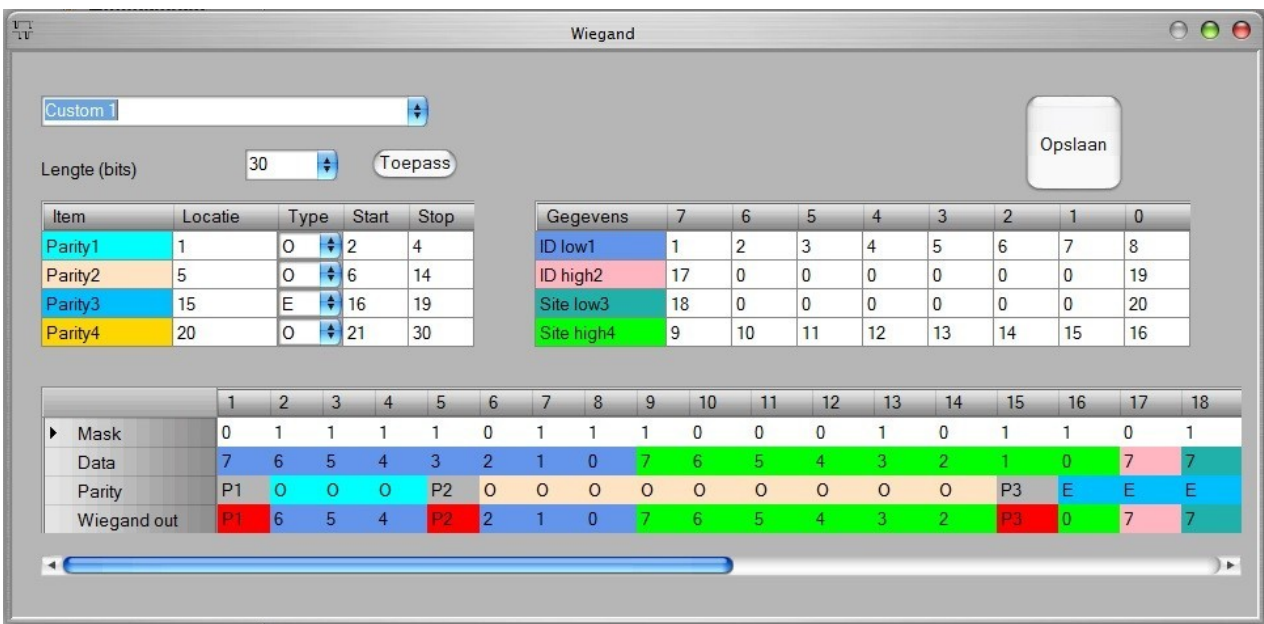 Wiegand
Custom 1
Opslaan
Lengte (bits) 30 Toepass
Item Locatie Type Start Stop
Parity1 1 O 2 4
Parity2 5 O 6 14
Parity3 15 E 16 19
Parity4 20 O 21 30
Gegevens 7 6 5 4 3 2 1 0
ID low1 1 2 3 4 5 6 7 8
ID high2 17 0 0 0 0 0 0 19
Site low3 18 0 0 0 0 0 0 20
Site high4 9 10 11 12 13 14 15 16
1 2 3 4 5 6 7 8 9 10 11 12 13 14 15 16 17 18
Mask 0 1 1 1 1 0 1 1 1 0 0 0 1 0 1 1 0 1
Data 7 6 5 4 3 2 1 0 7 6 5 4 3 2 1 0 7 7
Parity P1 O O O P2 O O O O O O O O O P3 E E E
Wiegand out P1 6 5 4 P2 2 1 0 7 6 5 4 3 2 P3 0 7 7